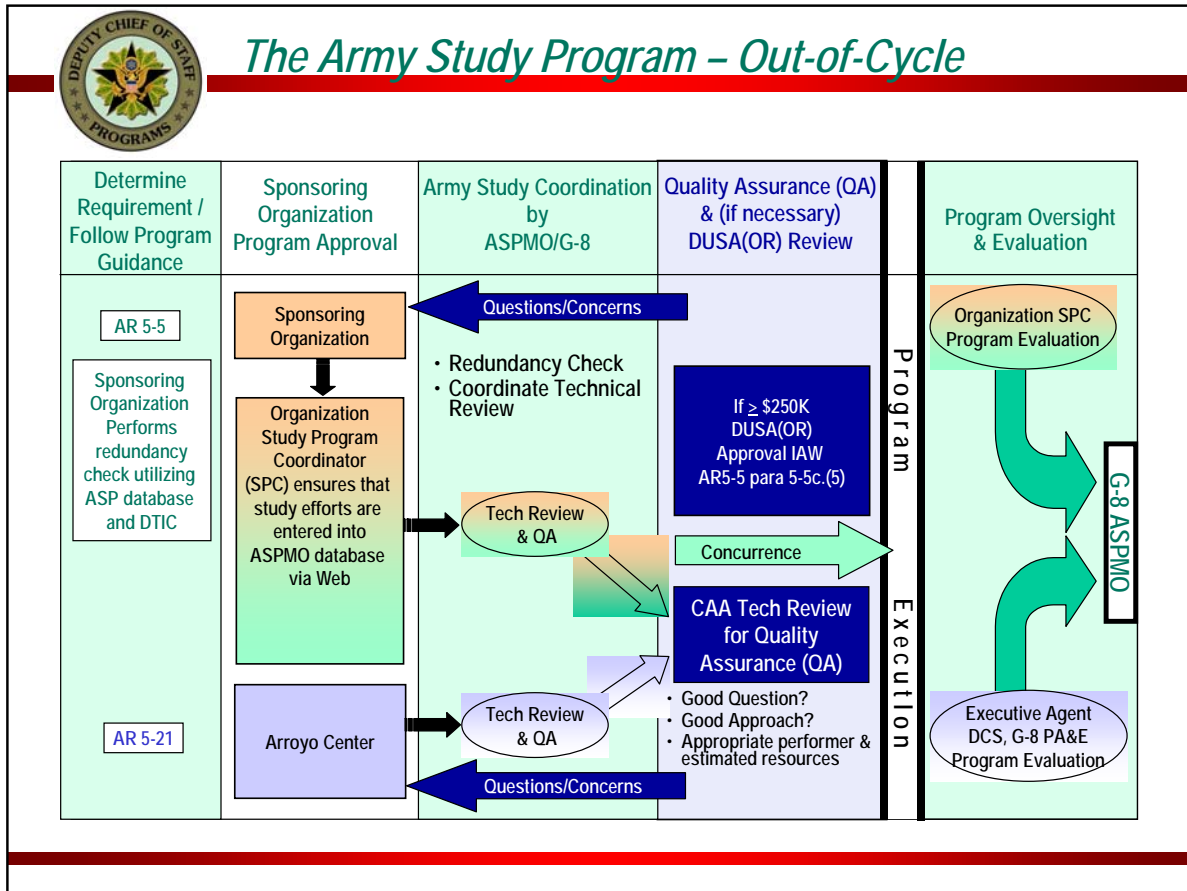 DEPUTY CHIEF OF STAFF
PROGRAMS
The Army Study Program – Out-of-Cycle
Determine
Requirement /
Follow Program
Guidance
Sponsoring
Organization
Program Approval
Army Study Coordination
by
ASPMO/G-8
Quality Assurance (QA)
& (if necessary)
DUSA(OR) Review
Program Oversight
& Evaluation
AR 5-5
Sponsoring
Organization
Performs
redundancy
check utilizing
ASP database
and DTIC
AR 5-21
Sponsoring
Organization
Organization
Study Program
Coordinator
(SPC) ensures that
study efforts are
entered into
ASPMO database
via Web
Arroyo Center
Questions/Concerns
• Redundancy Check
• Coordinate Technical
Review
Tech Review
& QA
Tech Review
& QA
Questions/Concerns
If ≥ $250K
DUSA(OR)
Approval IAW
AR5-5 para 5-5c.(5)
Concurrence
CAA Tech Review
for Quality
Assurance (QA)
• Good Question?
• Good Approach?
• Appropriate performer &
estimated resources
Program
Execution
Organization SPC
Program Evaluation
G-8 ASPMO
Executive Agent
DCS, G-8 PA&E
Program Evaluation